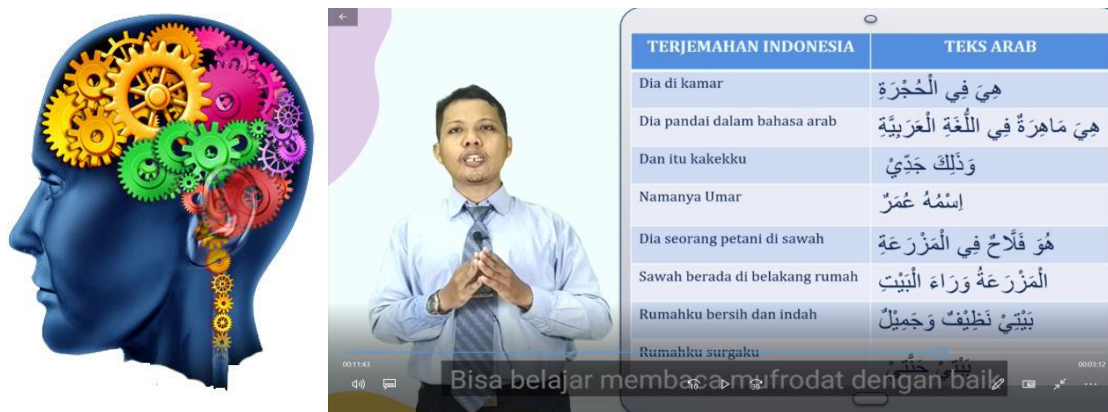 TERJEMAHAN INDONESIA TEKS ARAB
Dia di kamar هِيَ فِي الْحُجْرَةِ
Dia pandai dalam bahasa arab هِيَ مَاهِرَةٌ فِي اللُّغَةِ الْعَرَبِيَّةِ
Dan itu kakekku وَذَلِكَ جَدِّيْ
Namanya Umar اِسْمُهُ عُمَرٌ
Dia seorang petani di sawah هُوَ فَلَّاحٌ فِي الْمَزْرَعَةِ
Sawah berada di belakang rumah الْمَزْرَعَةُ وَرَاءَ الْبَيْتِ
Rumahku bersih dan indah بَيْتِيْ نَظِيْفٌ وَجَمِيْلٌ
Rumahku surgaku بَيْتِيْ جَنَّتِيْ
00:11:43 00:03:12
Bisa belajar membaca mufrodat dengan baik
10 30